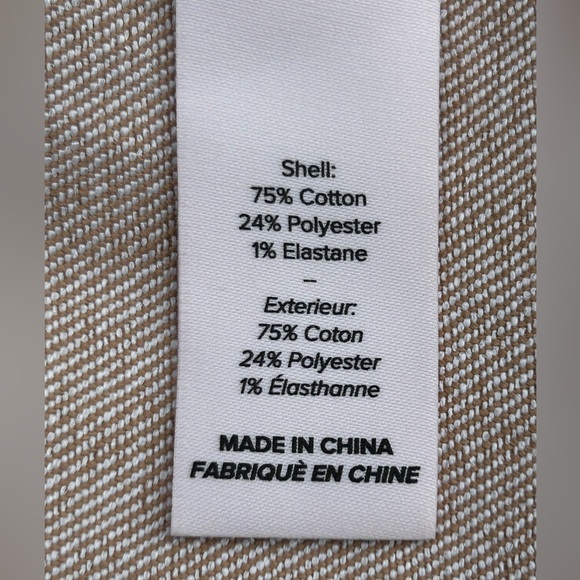 Shell:
75% Cotton
24% Polyester
1% Elastane
–
Exterieur:
75% Coton
24% Polyester
1% Élasthanne
MADE IN CHINA
FABRIQUÈ EN CHINE